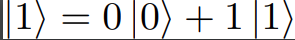 |1⟩ = 0 |0⟩ + 1 |1⟩